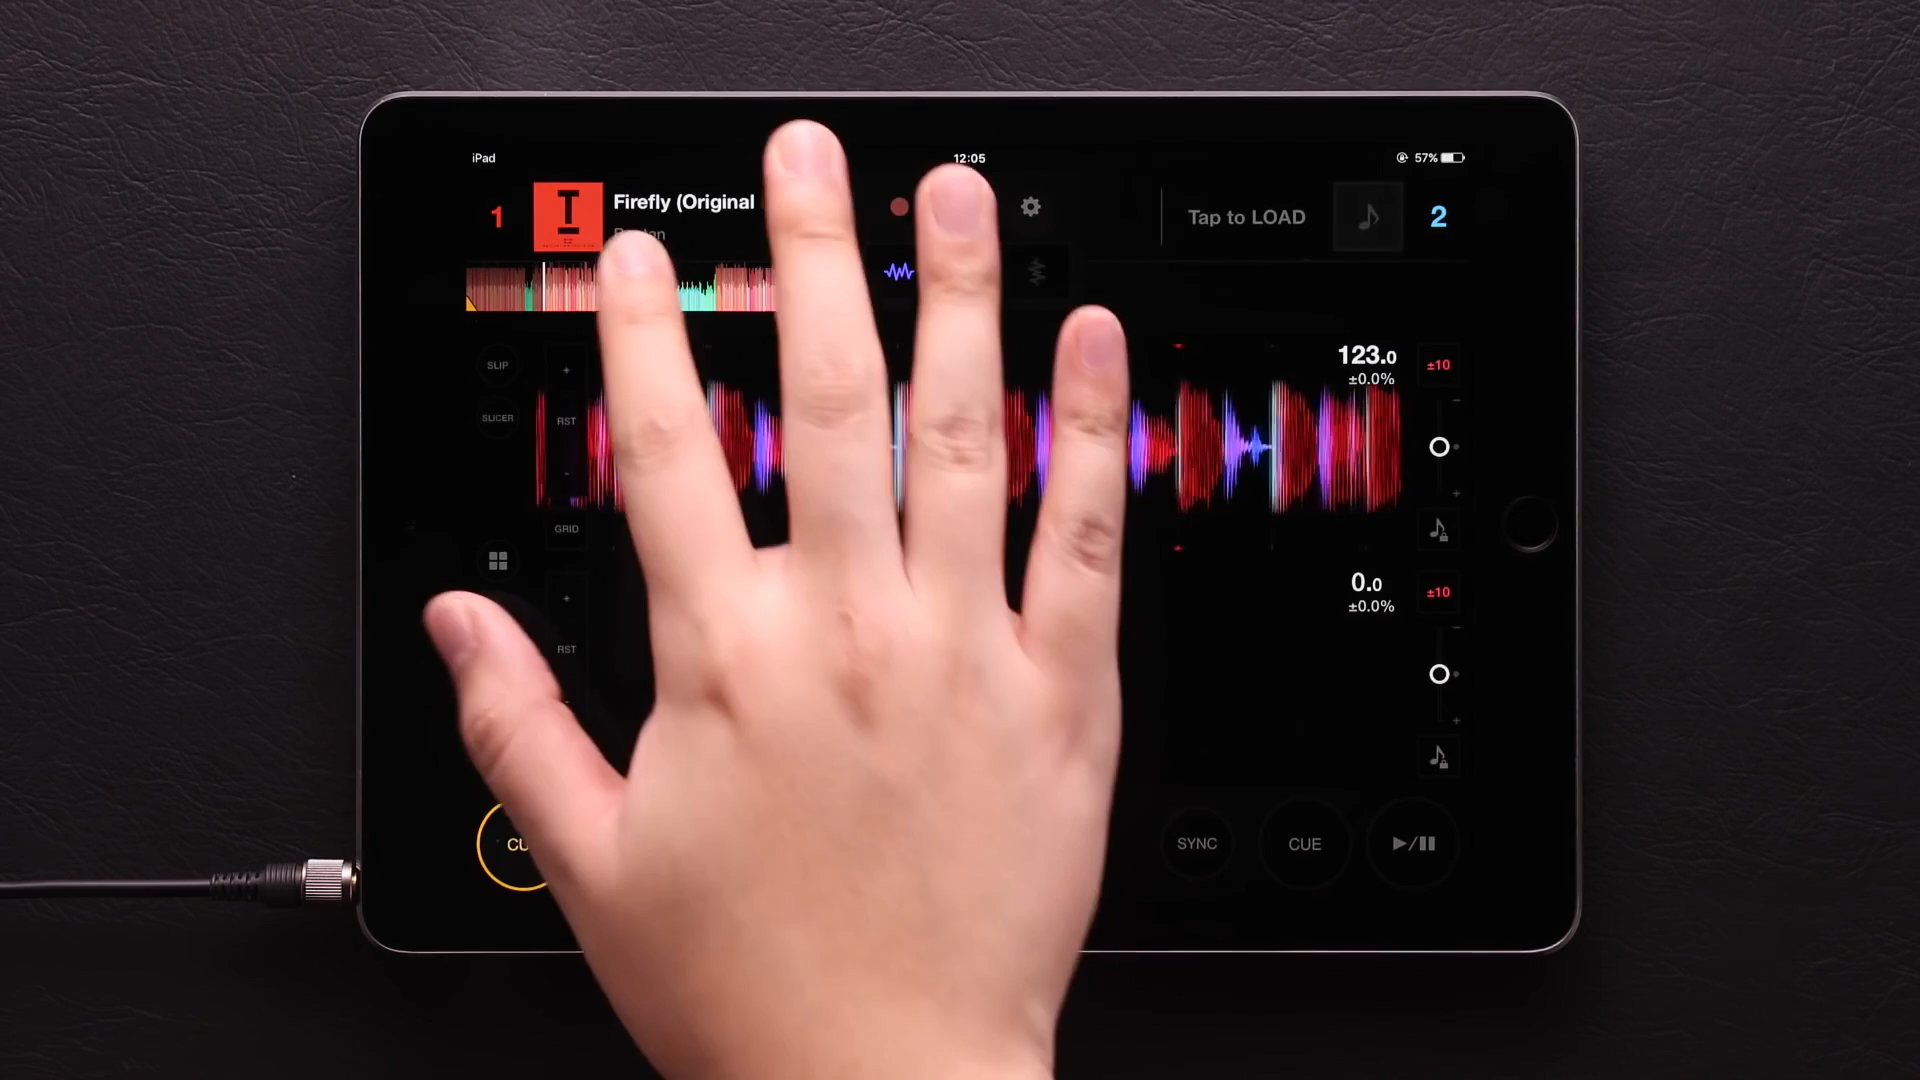 iPad
12:05
57%
1
I
Firefly (Original
Tap to LOAD
2
SLIP
SLICER
+
RST
-
GRID
123.0
±0.0%
±10
-
+
+
RST
-
0.0
±0.0%
±10
-
+
CU
SYNC
CUE